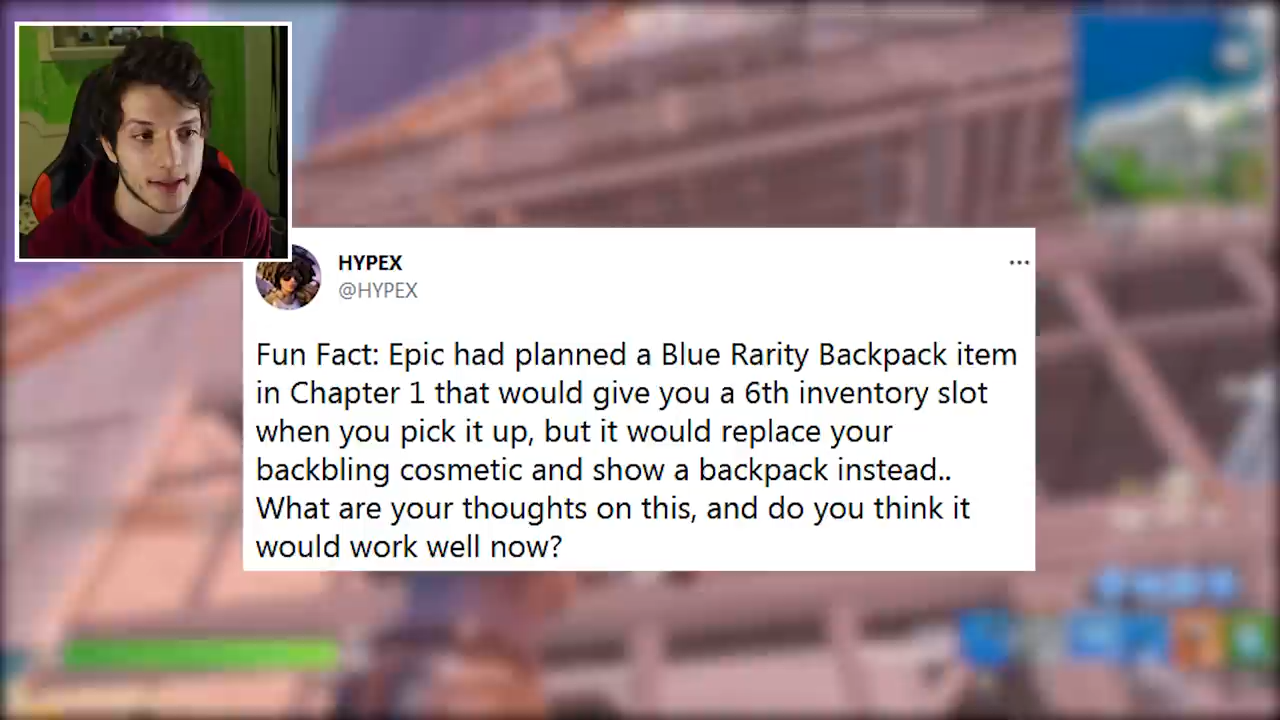 HYPEX
@HYPEX
Fun Fact: Epic had planned a Blue Rarity Backpack item
in Chapter 1 that would give you a 6th inventory slot
when you pick it up, but it would replace your
backbling cosmetic and show a backpack instead..
What are your thoughts on this, and do you think it
would work well now?